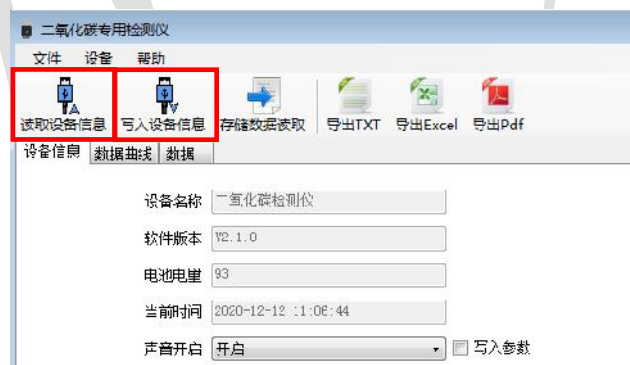 二氧化碳专用检测仪
文件 设备 帮助
读取设备信息 写入设备信息 存储数据读取 导出TXT 导出Excel 导出Pdf
设备信息 数据曲线 数据
设备名称 二氧化碳检测仪
软件版本 V2.1.0
电池电量 93
当前时间 2020-12-12 11:06:44
声音开启 开启 写入参数